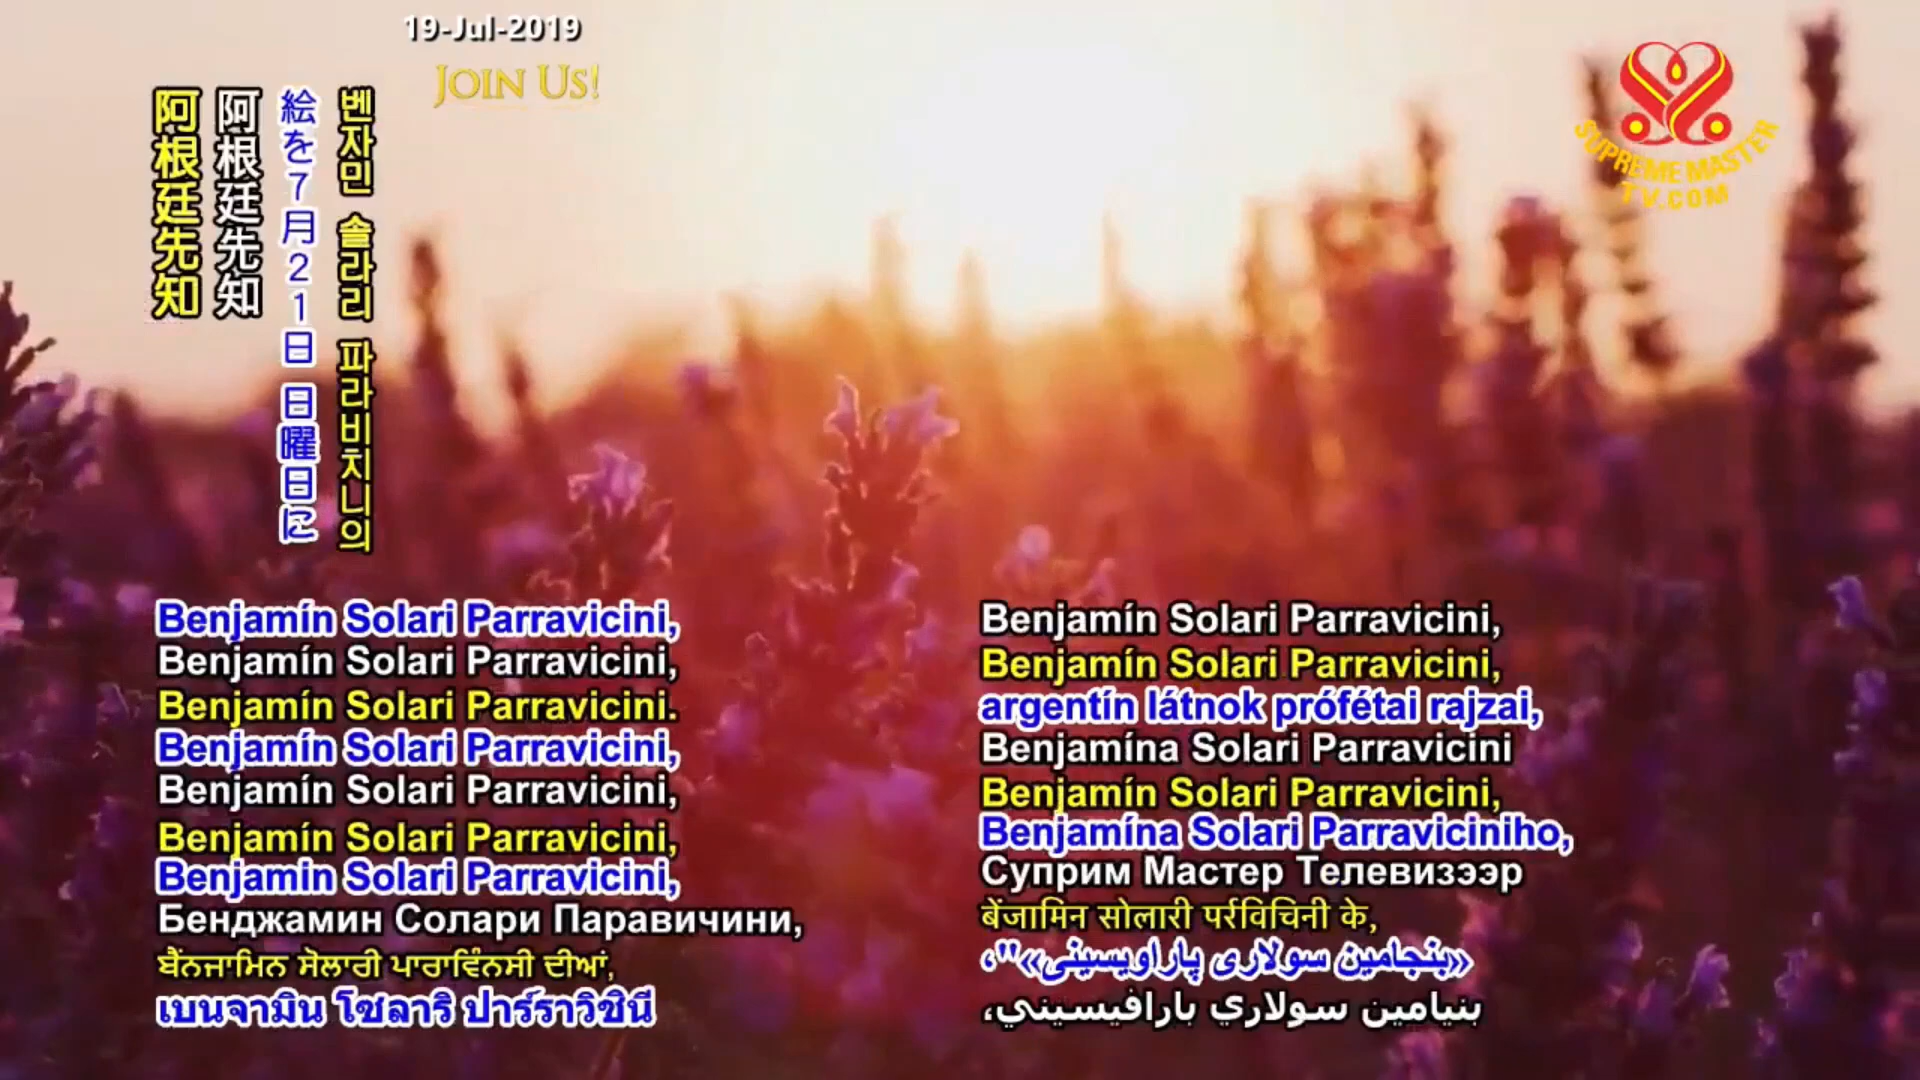 19-Jul-2019
JOIN US!
SUPREME MASTER
TV.COM
阿根廷先知
阿根廷先知
絵を7月21日 日曜日に
벤자민 솔라리 파라비치니의
Benjamín Solari Parravicini,
Benjamín Solari Parravicini,
Benjamín Solari Parravicini.
Benjamín Solari Parravicini,
Benjamín Solari Parravicini,
Benjamín Solari Parravicini,
Benjamin Solari Parravicini,
Бенджамин Солари Паравичини,
ਬੈਂਨਜਾਮਿਨ ਸੋਲਾਰੀ ਪਾਰਾਵਿੰਨਸੀ ਦੀਆਂ,
เบนจามิน โซลาริ ปาร์ราวิชินี
Benjamín Solari Parravicini,
Benjamín Solari Parravicini,
argentín látnok prófétai rajzai,
Benjamína Solari Parravicini
Benjamín Solari Parravicini,
Benjamína Solari Parraviciniho,
Суприм Мастер Телевизээр
बेंजामिन सोलारी पर्रविचिनी के,
«بنجامین سولاری پاراویسینی»"،
بنيامين سولاري بارافيسيني،